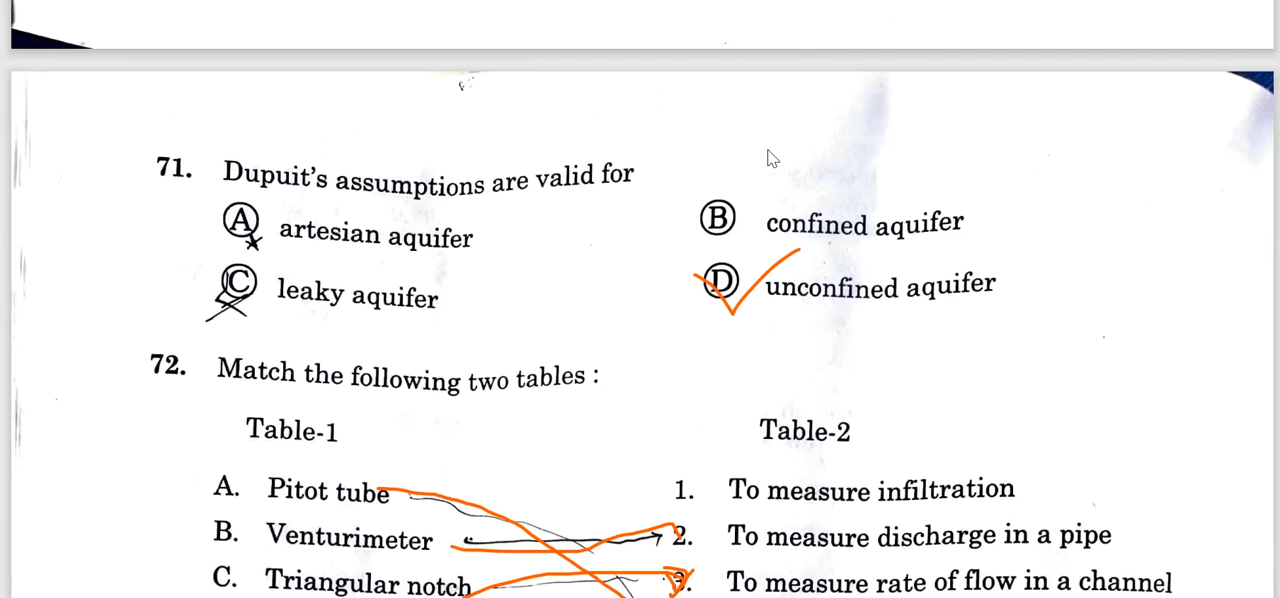 71. Dupuit's assumptions are valid for
A artesian aquifer
B confined aquifer
C leaky aquifer
D unconfined aquifer
72. Match the following two tables :
Table-1 Table-2
A. Pitot tube 1. To measure infiltration
B. Venturimeter 2. To measure discharge in a pipe
C. Triangular notch 3. To measure rate of flow in a channel